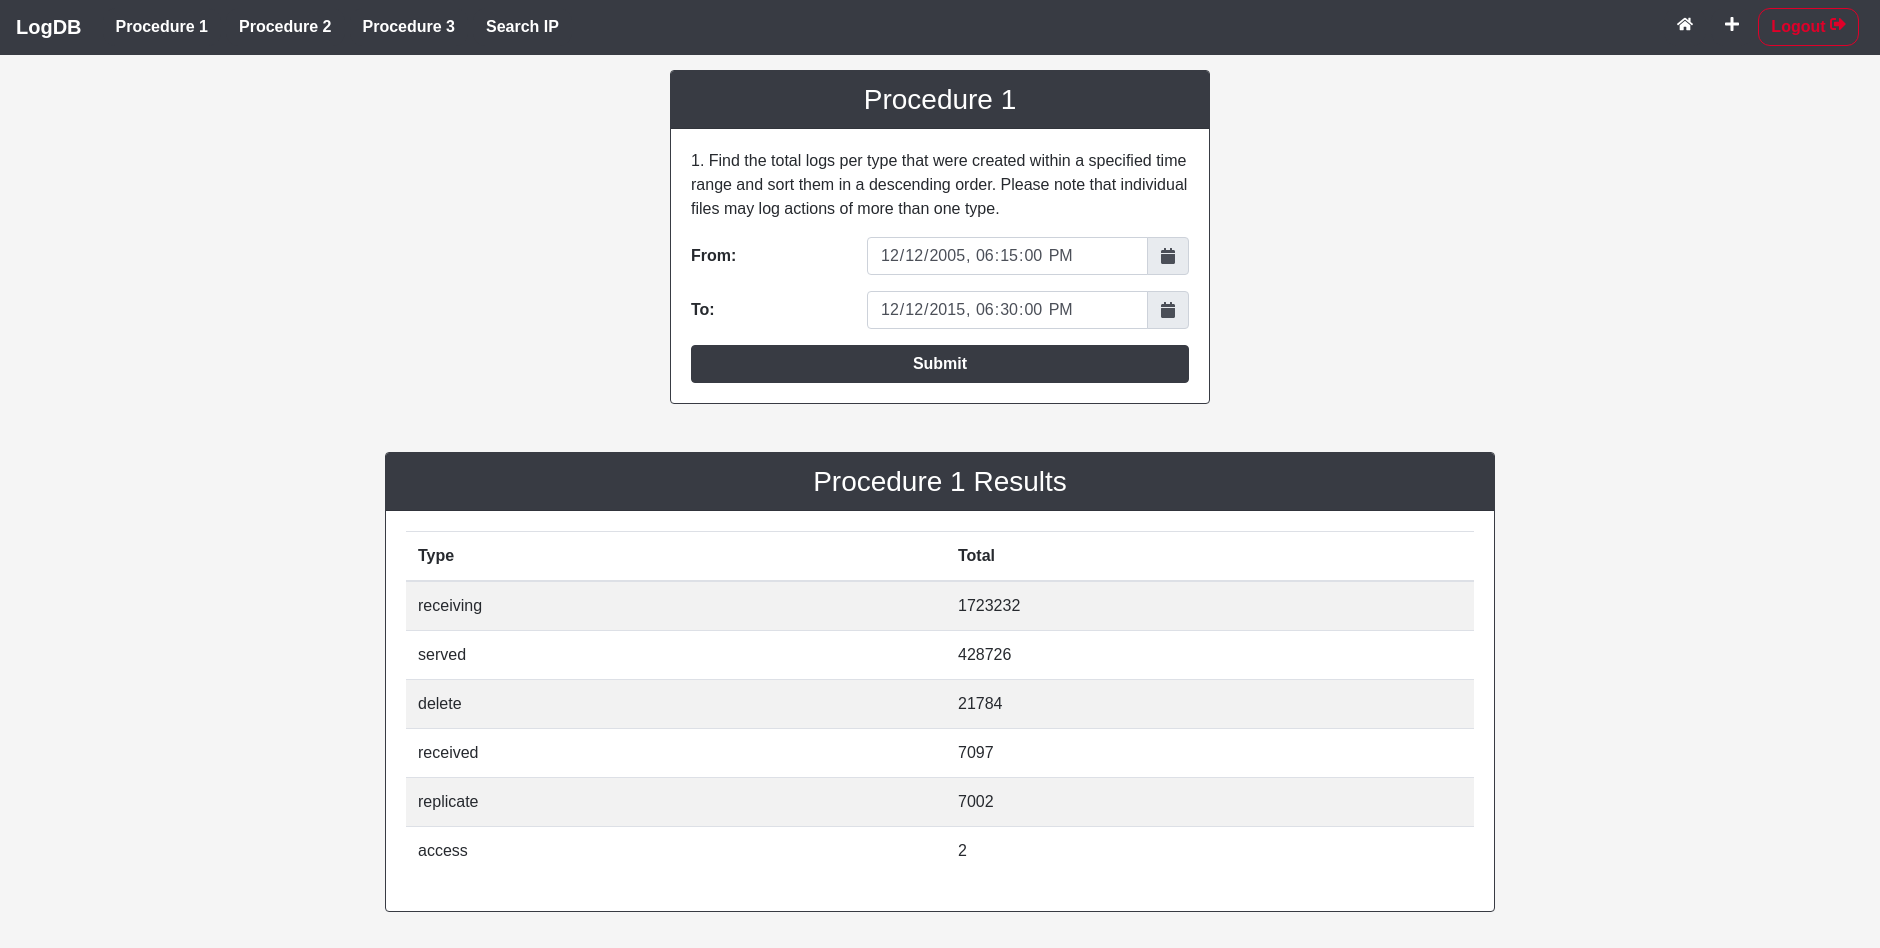 LogDB Procedure 1 Procedure 2 Procedure 3 Search IP Logout
Procedure 1
1. Find the total logs per type that were created within a specified time
range and sort them in a descending order. Please note that individual
files may log actions of more than one type.
From: 12/12/2005, 06:15:00 PM
To: 12/12/2015, 06:30:00 PM
Submit
Procedure 1 Results
Type Total
receiving 1723232
served 428726
delete 21784
received 7097
replicate 7002
access 2